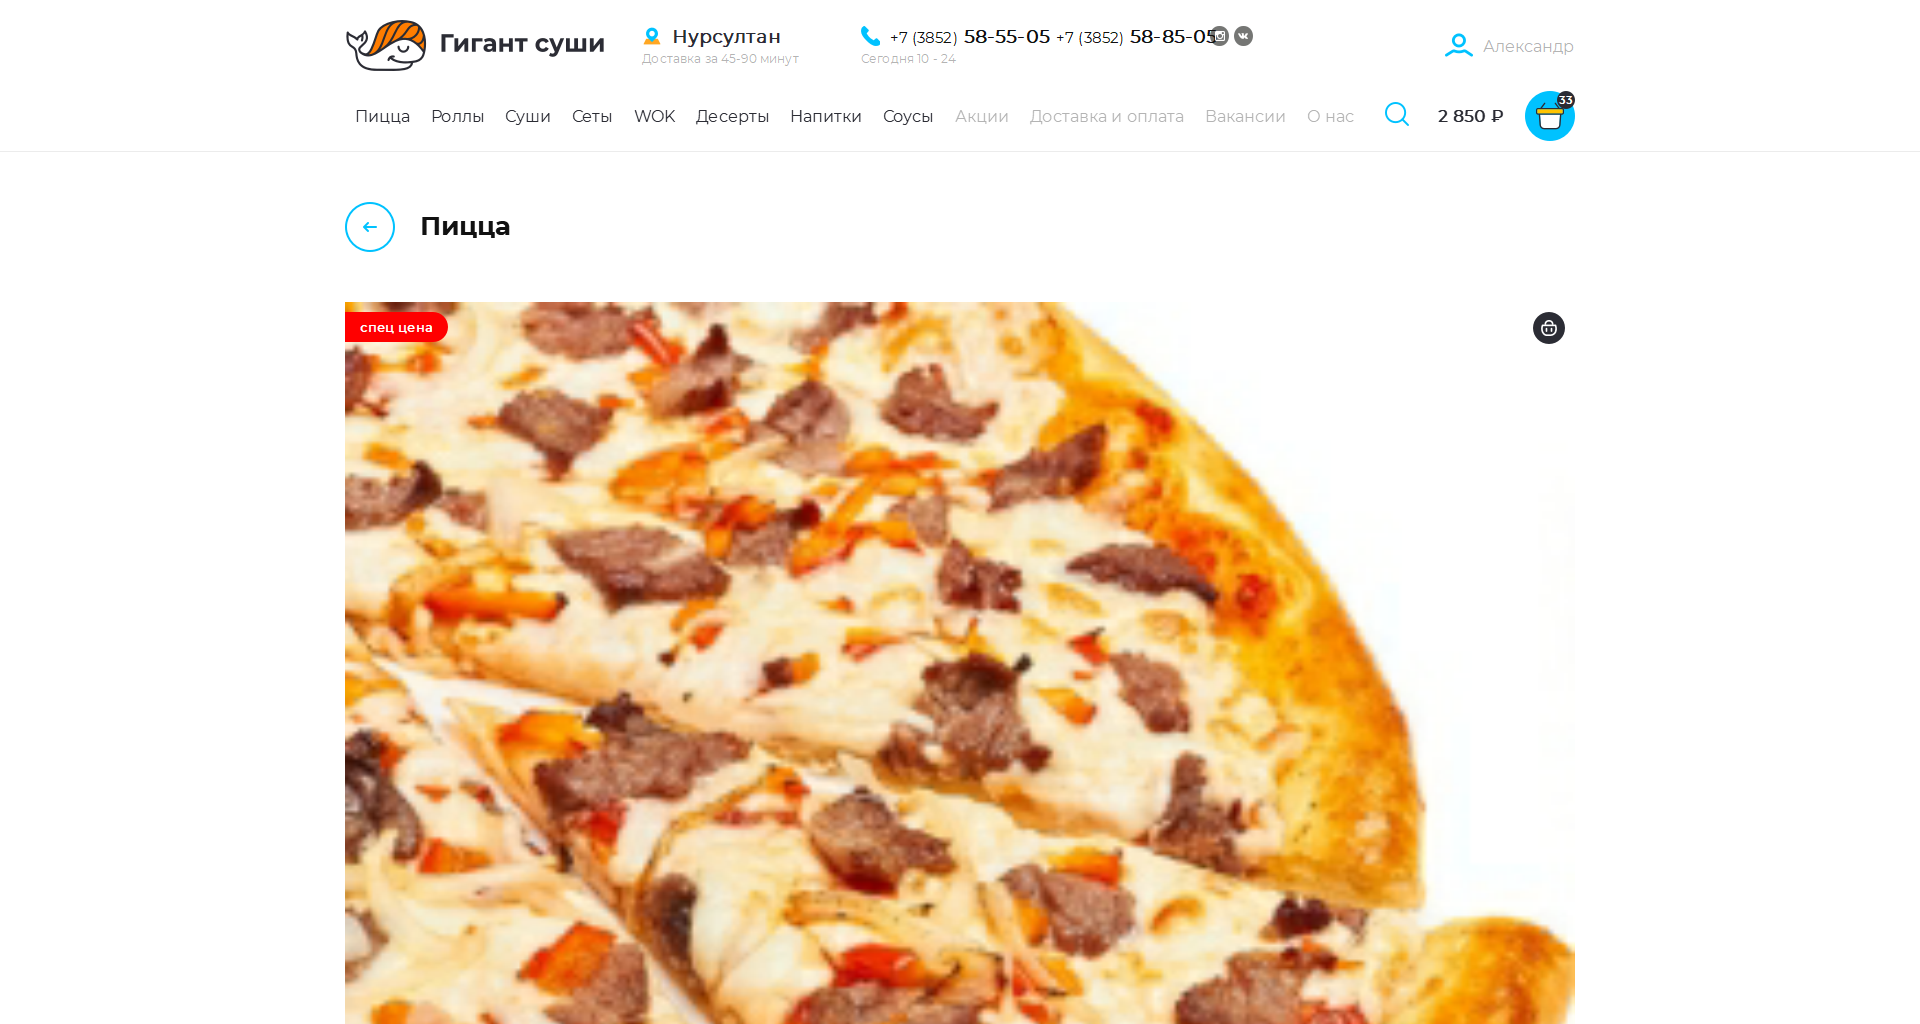 Гигант суши
Нурсултан
Доставка за 45-90 минут
+7 (3852) 58-55-05 +7 (3852) 58-85-05
Сегодня 10 - 24
Александр
Пицца Роллы Суши Сеты WOK Десерты Напитки Соусы Акции Доставка и оплата Вакансии О нас
2 850 ₽
33
Пицца
спец цена